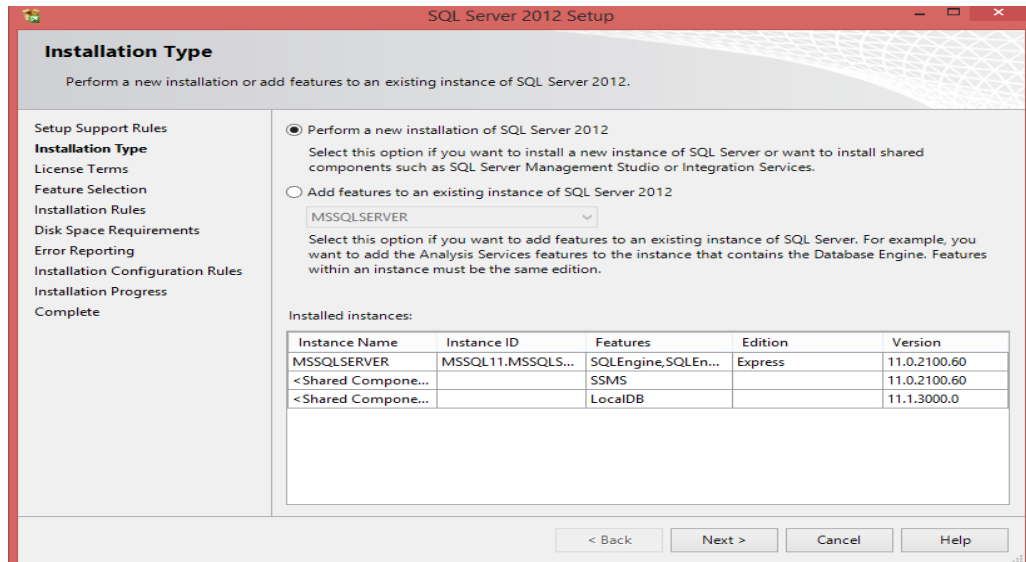 SQL Server 2012 Setup
Installation Type
Perform a new installation or add features to an existing instance of SQL Server 2012.
Setup Support Rules
Installation Type
License Terms
Feature Selection
Installation Rules
Disk Space Requirements
Error Reporting
Installation Configuration Rules
Installation Progress
Complete
Perform a new installation of SQL Server 2012
Select this option if you want to install a new instance of SQL Server or want to install shared
components such as SQL Server Management Studio or Integration Services.
Add features to an existing instance of SQL Server 2012
MSSQLSERVER
Select this option if you want to add features to an existing instance of SQL Server. For example, you
want to add the Analysis Services features to the instance that contains the Database Engine. Features
within an instance must be the same edition.
Installed instances:
Instance Name Instance ID Features Edition Version
MSSQLSERVER MSSQL11.MSSQLS... SQLEngine,SQLEn... Express 11.0.2100.60
<Shared Compone... SSMS 11.0.2100.60
<Shared Compone... LocalDB 11.1.3000.0
< Back Next > Cancel Help